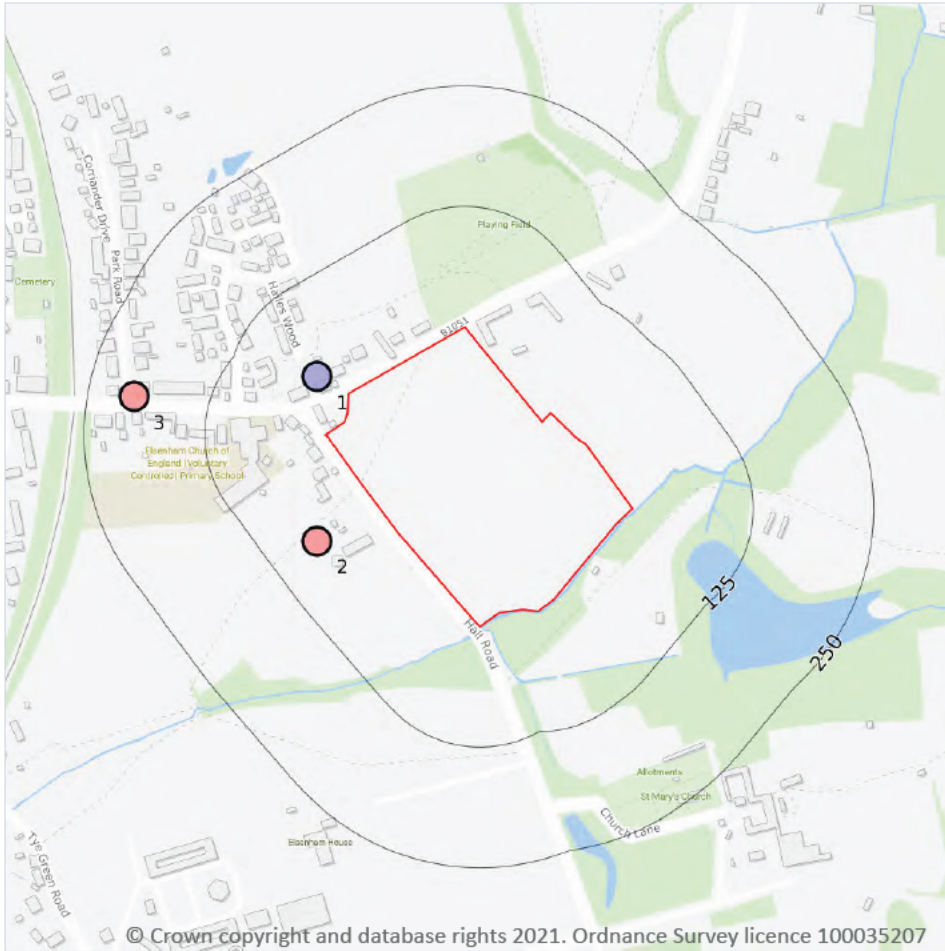 Playing Field
Comander Drive
Park Road
Cemetery
Hailes Wood
B1051
1
3
Elsenham Church of
England (Voluntary
Controlled) Primary School
2
125
Hall Road
250
Allotments
St Mary's Church
Church Lane
Elsenham House
Tye Green Road
© Crown copyright and database rights 2021. Ordnance Survey licence 100035207